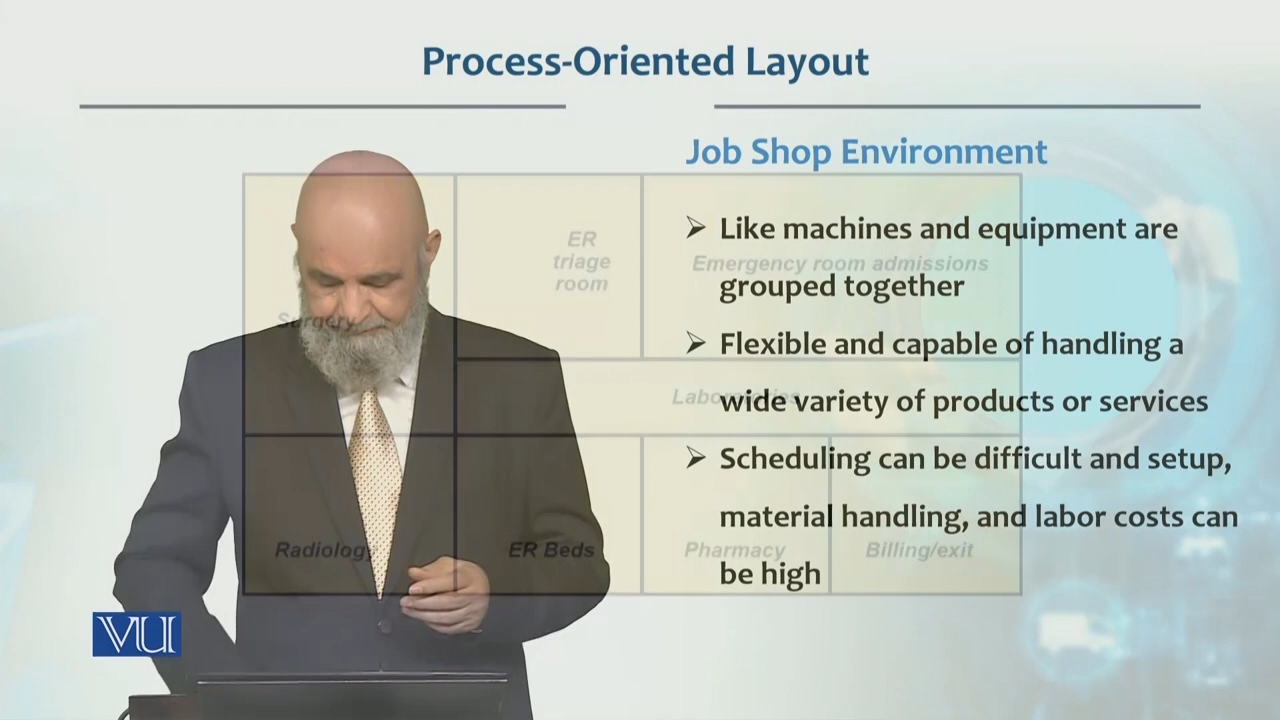 Process-Oriented Layout
Job Shop Environment
➢ Like machines and equipment are
grouped together
➢ Flexible and capable of handling a
wide variety of products or services
➢ Scheduling can be difficult and setup,
material handling, and labor costs can
be high
Surgery
ER
triage
room
Emergency room admissions
Laboratories
Radiology
ER Beds
Pharmacy
Billing/exit
VU